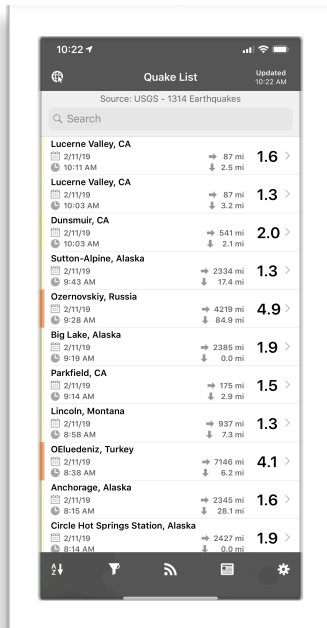 10:22
Quake List
Updated
10:22 AM
Source: USGS - 1314 Earthquakes
Search
Lucerne Valley, CA
2/11/19 87 mi 1.6
10:11 AM 2.5 mi
Lucerne Valley, CA
2/11/19 87 mi 1.3
10:03 AM 3.2 mi
Dunsmuir, CA
2/11/19 541 mi 2.0
10:03 AM 2.1 mi
Sutton-Alpine, Alaska
2/11/19 2334 mi 1.3
9:43 AM 17.4 mi
Ozernovskiy, Russia
2/11/19 4219 mi 4.9
9:28 AM 84.9 mi
Big Lake, Alaska
2/11/19 2385 mi 1.9
9:19 AM 0.0 mi
Parkfield, CA
2/11/19 175 mi 1.5
9:14 AM 2.9 mi
Lincoln, Montana
2/11/19 937 mi 1.3
8:58 AM 7.3 mi
OEluedeniz, Turkey
2/11/19 7146 mi 4.1
8:38 AM 6.2 mi
Anchorage, Alaska
2/11/19 2345 mi 1.6
8:15 AM 28.1 mi
Circle Hot Springs Station, Alaska
2/11/19 2427 mi 1.9
8:14 AM 0.0 mi